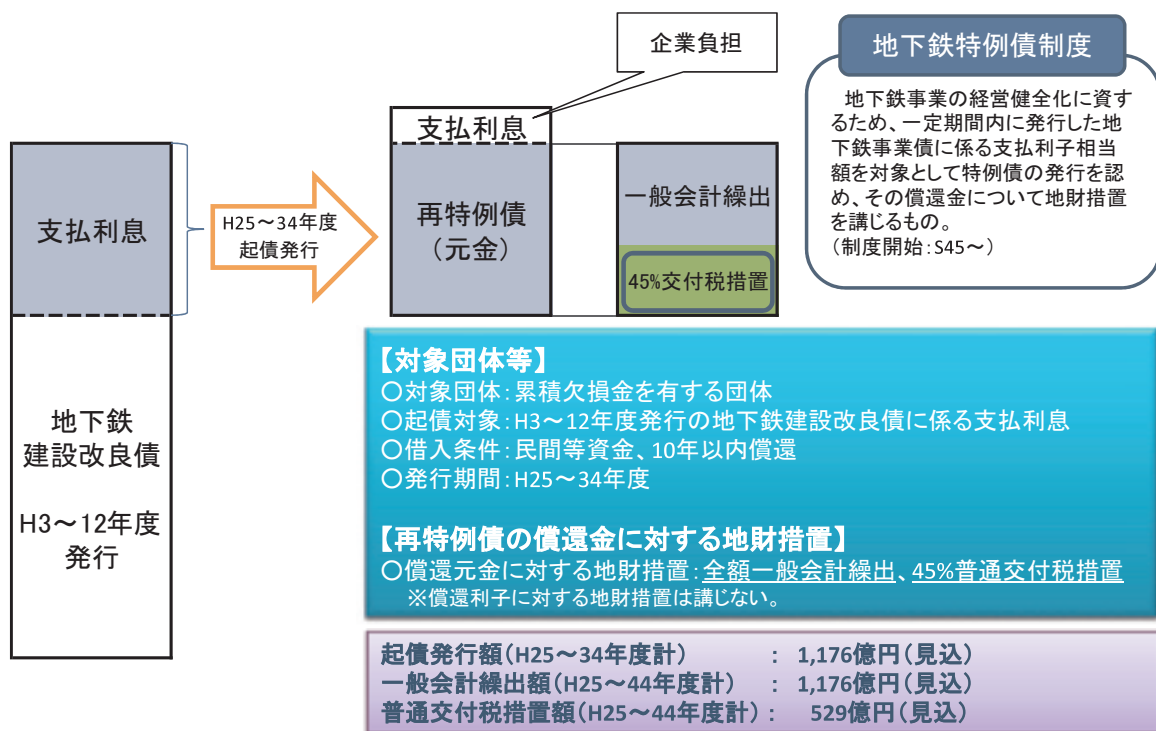 企業負担
地下鉄特例債制度
地下鉄事業の経営健全化に資す
るため、一定期間内に発行した地
下鉄事業債に係る支払利子相当
額を対象として特例債の発行を認
め、その償還金について地財措置
を講じるもの。
(制度開始:S45~)
支払利息
地下鉄
建設改良債
H3~12年度
発行
H25~34年度
起債発行
支払利息
再特例債
(元金)
一般会計繰出
45%交付税措置
【対象団体等】
○対象団体:累積欠損金を有する団体
○起債対象:H3~12年度発行の地下鉄建設改良債に係る支払利息
○借入条件:民間等資金、10年以内償還
○発行期間:H25~34年度
【再特例債の償還金に対する地財措置】
○償還元金に対する地財措置:全額一般会計繰出、45%普通交付税措置
※償還利子に対する地財措置は講じない。
起債発行額(H25~34年度計) : 1,176億円(見込)
一般会計繰出額(H25~44年度計) : 1,176億円(見込)
普通交付税措置額(H25~44年度計): 529億円(見込)